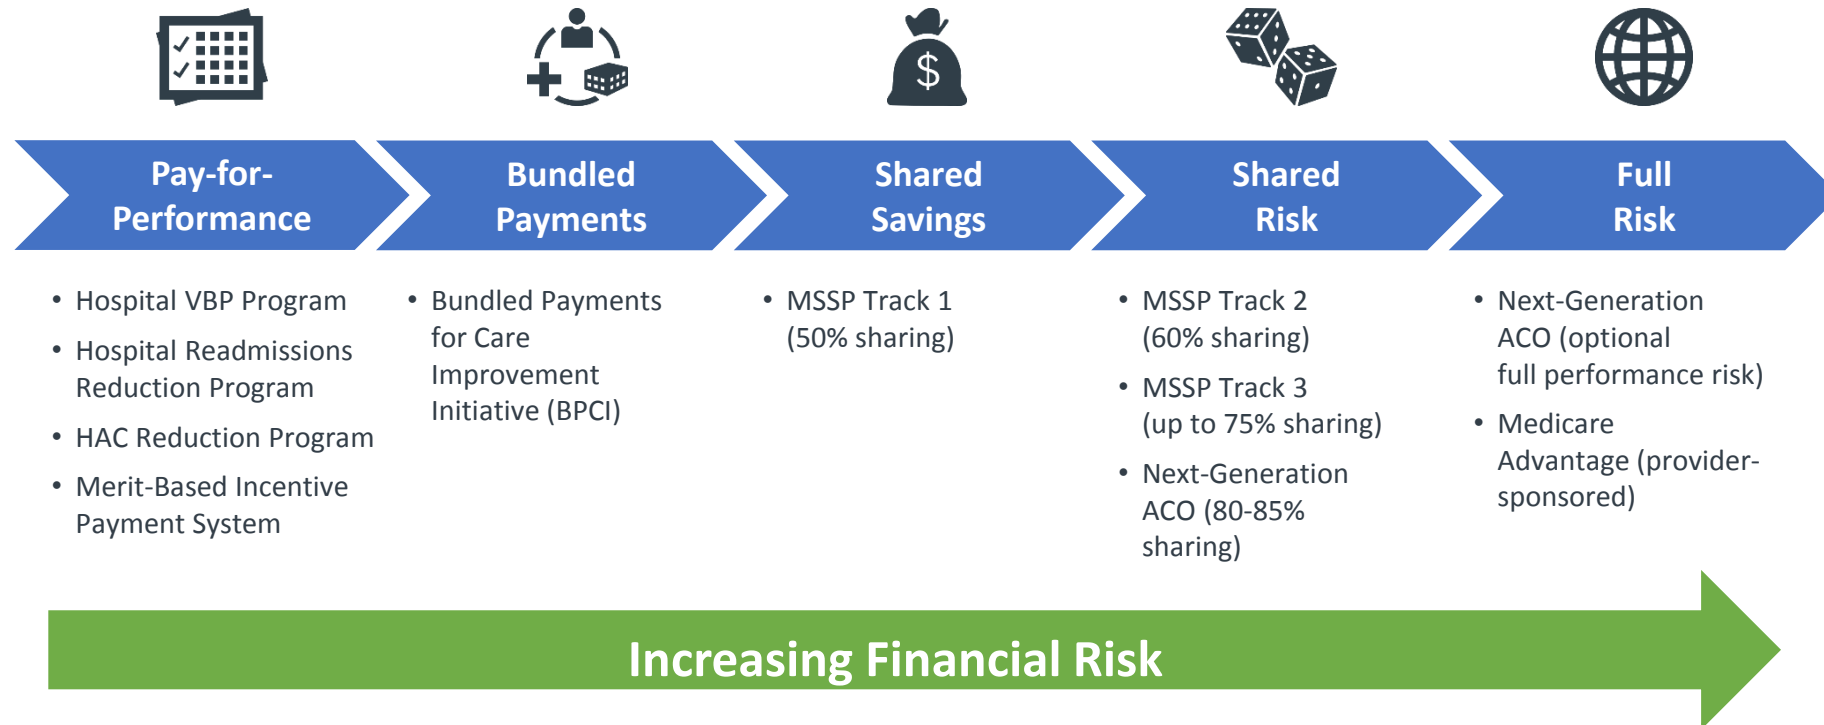 Pay-for-
Performance
Bundled
Payments
Shared
Savings
Shared
Risk
Full
Risk
• Hospital VBP Program
• Hospital Readmissions
Reduction Program
• HAC Reduction Program
• Merit-Based Incentive
Payment System
• Bundled Payments
for Care
Improvement
Initiative (BPCI)
• MSSP Track 1
(50% sharing)
• MSSP Track 2
(60% sharing)
• MSSP Track 3
(up to 75% sharing)
• Next-Generation
ACO (80-85%
sharing)
• Next-Generation
ACO (optional
full performance risk)
• Medicare
Advantage (provider-
sponsored)
Increasing Financial Risk